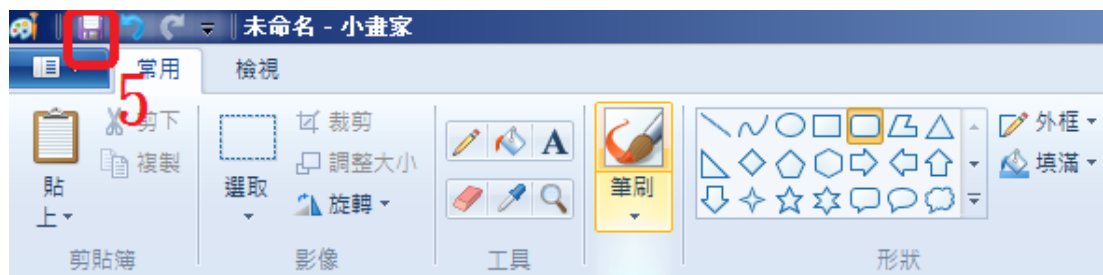 未命名 - 小畫家
常用 檢視
5
貼上
剪下
複製
剪貼簿
選取
裁剪
調整大小
旋轉
影像
A
工具
筆刷
外框
填滿
形狀